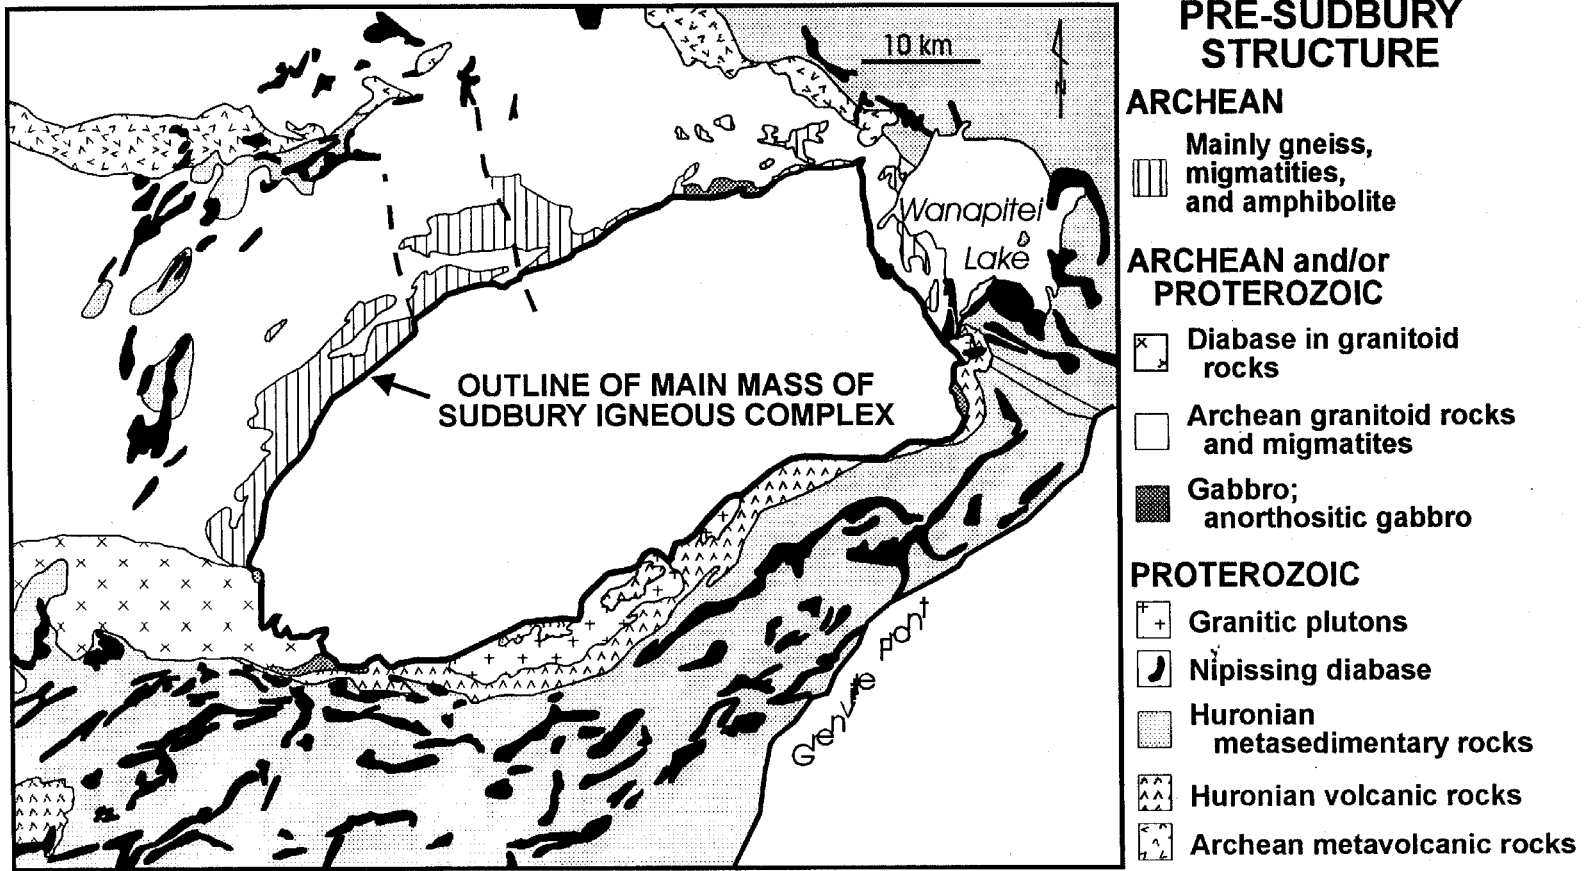 PRE-SUDBURY
STRUCTURE
10 km
N
Wanapitei
Lake
OUTLINE OF MAIN MASS OF
SUDBURY IGNEOUS COMPLEX
Grenville Front
ARCHEAN
Mainly gneiss,
migmatities,
and amphibolite
ARCHEAN and/or
PROTEROZOIC
Diabase in granitoid
rocks
Archean granitoid rocks
and migmatites
Gabbro;
anorthositic gabbro
PROTEROZOIC
Granitic plutons
Nipissing diabase
Huronian
metasedimentary rocks
Huronian volcanic rocks
Archean metavolcanic rocks